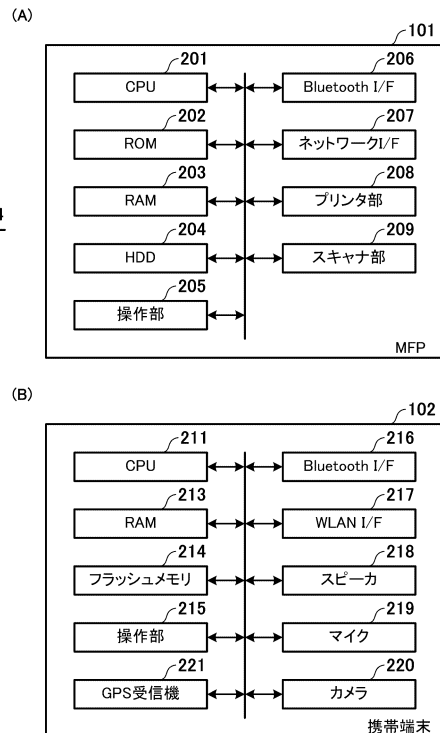 (A)
101
201
206
CPU
Bluetooth I/F
202
207
ROM
ネットワークI/F
203
208
RAM
プリンタ部
204
209
HDD
スキャナ部
205
操作部
MFP
(B)
102
211
216
CPU
Bluetooth I/F
213
217
RAM
WLAN I/F
214
218
フラッシュメモリ
スピーカ
215
219
操作部
マイク
221
220
GPS受信機
カメラ
携帯端末